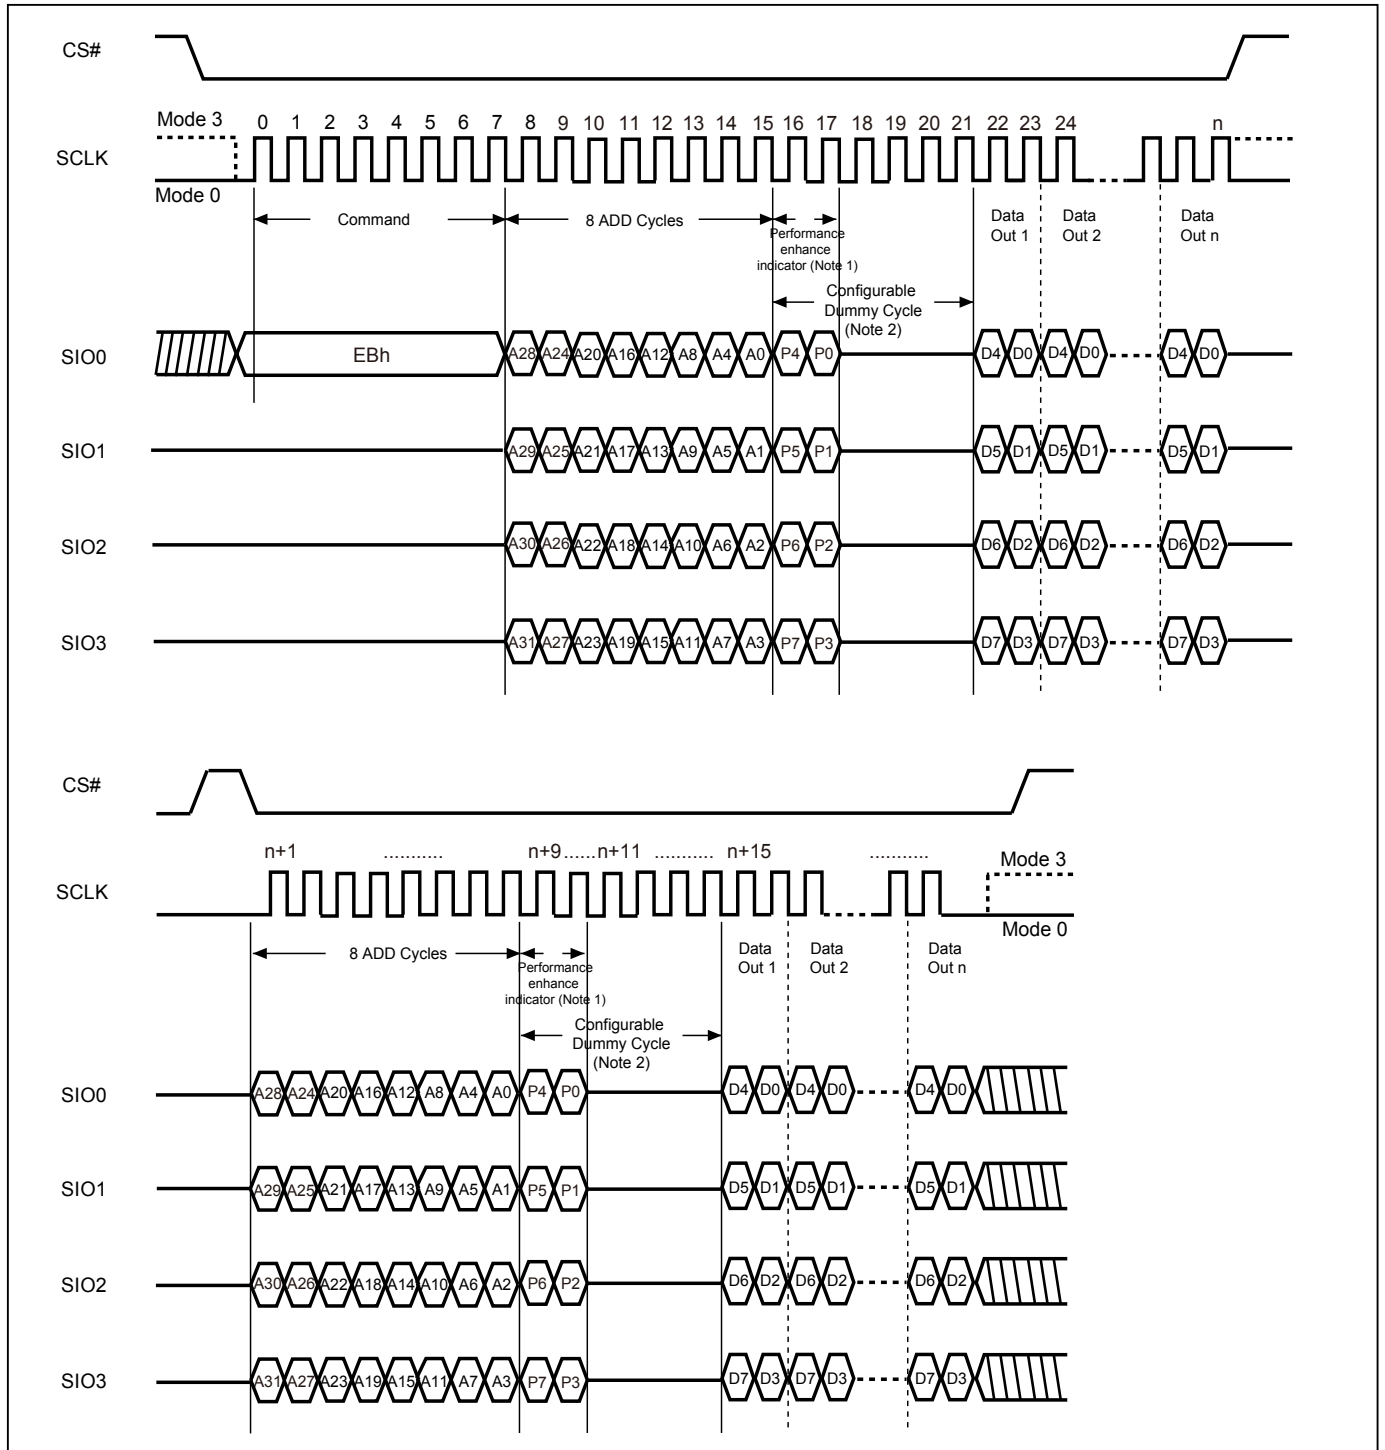 CS#
Mode 3
0 1 2 3 4 5 6 7 8 9 10 11 12 13 14 15 16 17 18 19 20 21 22 23 24 n
SCLK
Mode 0
Command
8 ADD Cycles
Performance
enhance
indicator (Note 1)
Data
Out 1
Data
Out 2
Data
Out n
Configurable
Dummy Cycle
(Note 2)
SIO0 EBh A28 A24 A20 A16 A12 A8 A4 A0 P4 P0 D4 D0 D4 D0 D4 D0
SIO1 A29 A25 A21 A17 A13 A9 A5 A1 P5 P1 D5 D1 D5 D1 D5 D1
SIO2 A30 A26 A22 A18 A14 A10 A6 A2 P6 P2 D6 D2 D6 D2 D6 D2
SIO3 A31 A27 A23 A19 A15 A11 A7 A3 P7 P3 D7 D3 D7 D3 D7 D3
CS#
n+1 ........... n+9......n+11 ........... n+15 ...........
Mode 3
SCLK
Mode 0
8 ADD Cycles
Performance
enhance
indicator (Note 1)
Data
Out 1
Data
Out 2
Data
Out n
Configurable
Dummy Cycle
(Note 2)
SIO0 A28 A24 A20 A16 A12 A8 A4 A0 P4 P0 D4 D0 D4 D0 D4 D0
SIO1 A29 A25 A21 A17 A13 A9 A5 A1 P5 P1 D5 D1 D5 D1 D5 D1
SIO2 A30 A26 A22 A18 A14 A10 A6 A2 P6 P2 D6 D2 D6 D2 D6 D2
SIO3 A31 A27 A23 A19 A15 A11 A7 A3 P7 P3 D7 D3 D7 D3 D7 D3